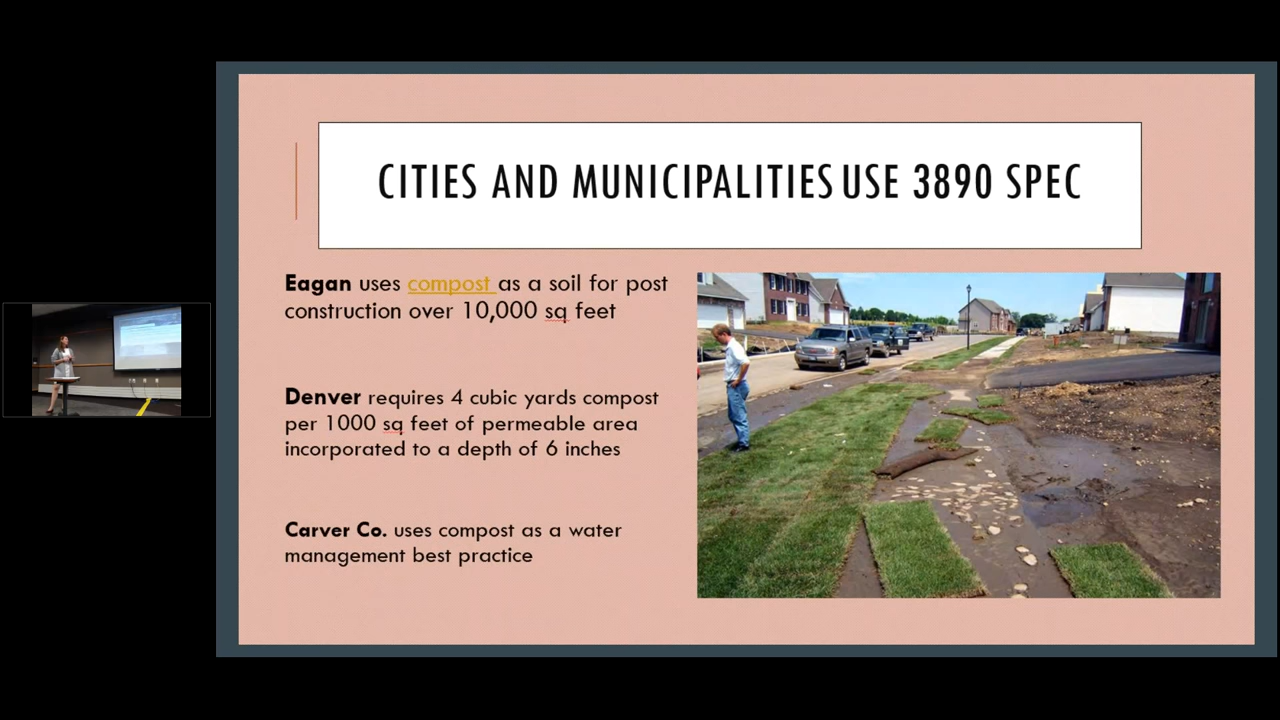 CITIES AND MUNICIPALITIES USE 3890 SPEC
Eagan uses compost as a soil for post
construction over 10,000 sq feet
Denver requires 4 cubic yards compost
per 1000 sq feet of permeable area
incorporated to a depth of 6 inches
Carver Co. uses compost as a water
management best practice